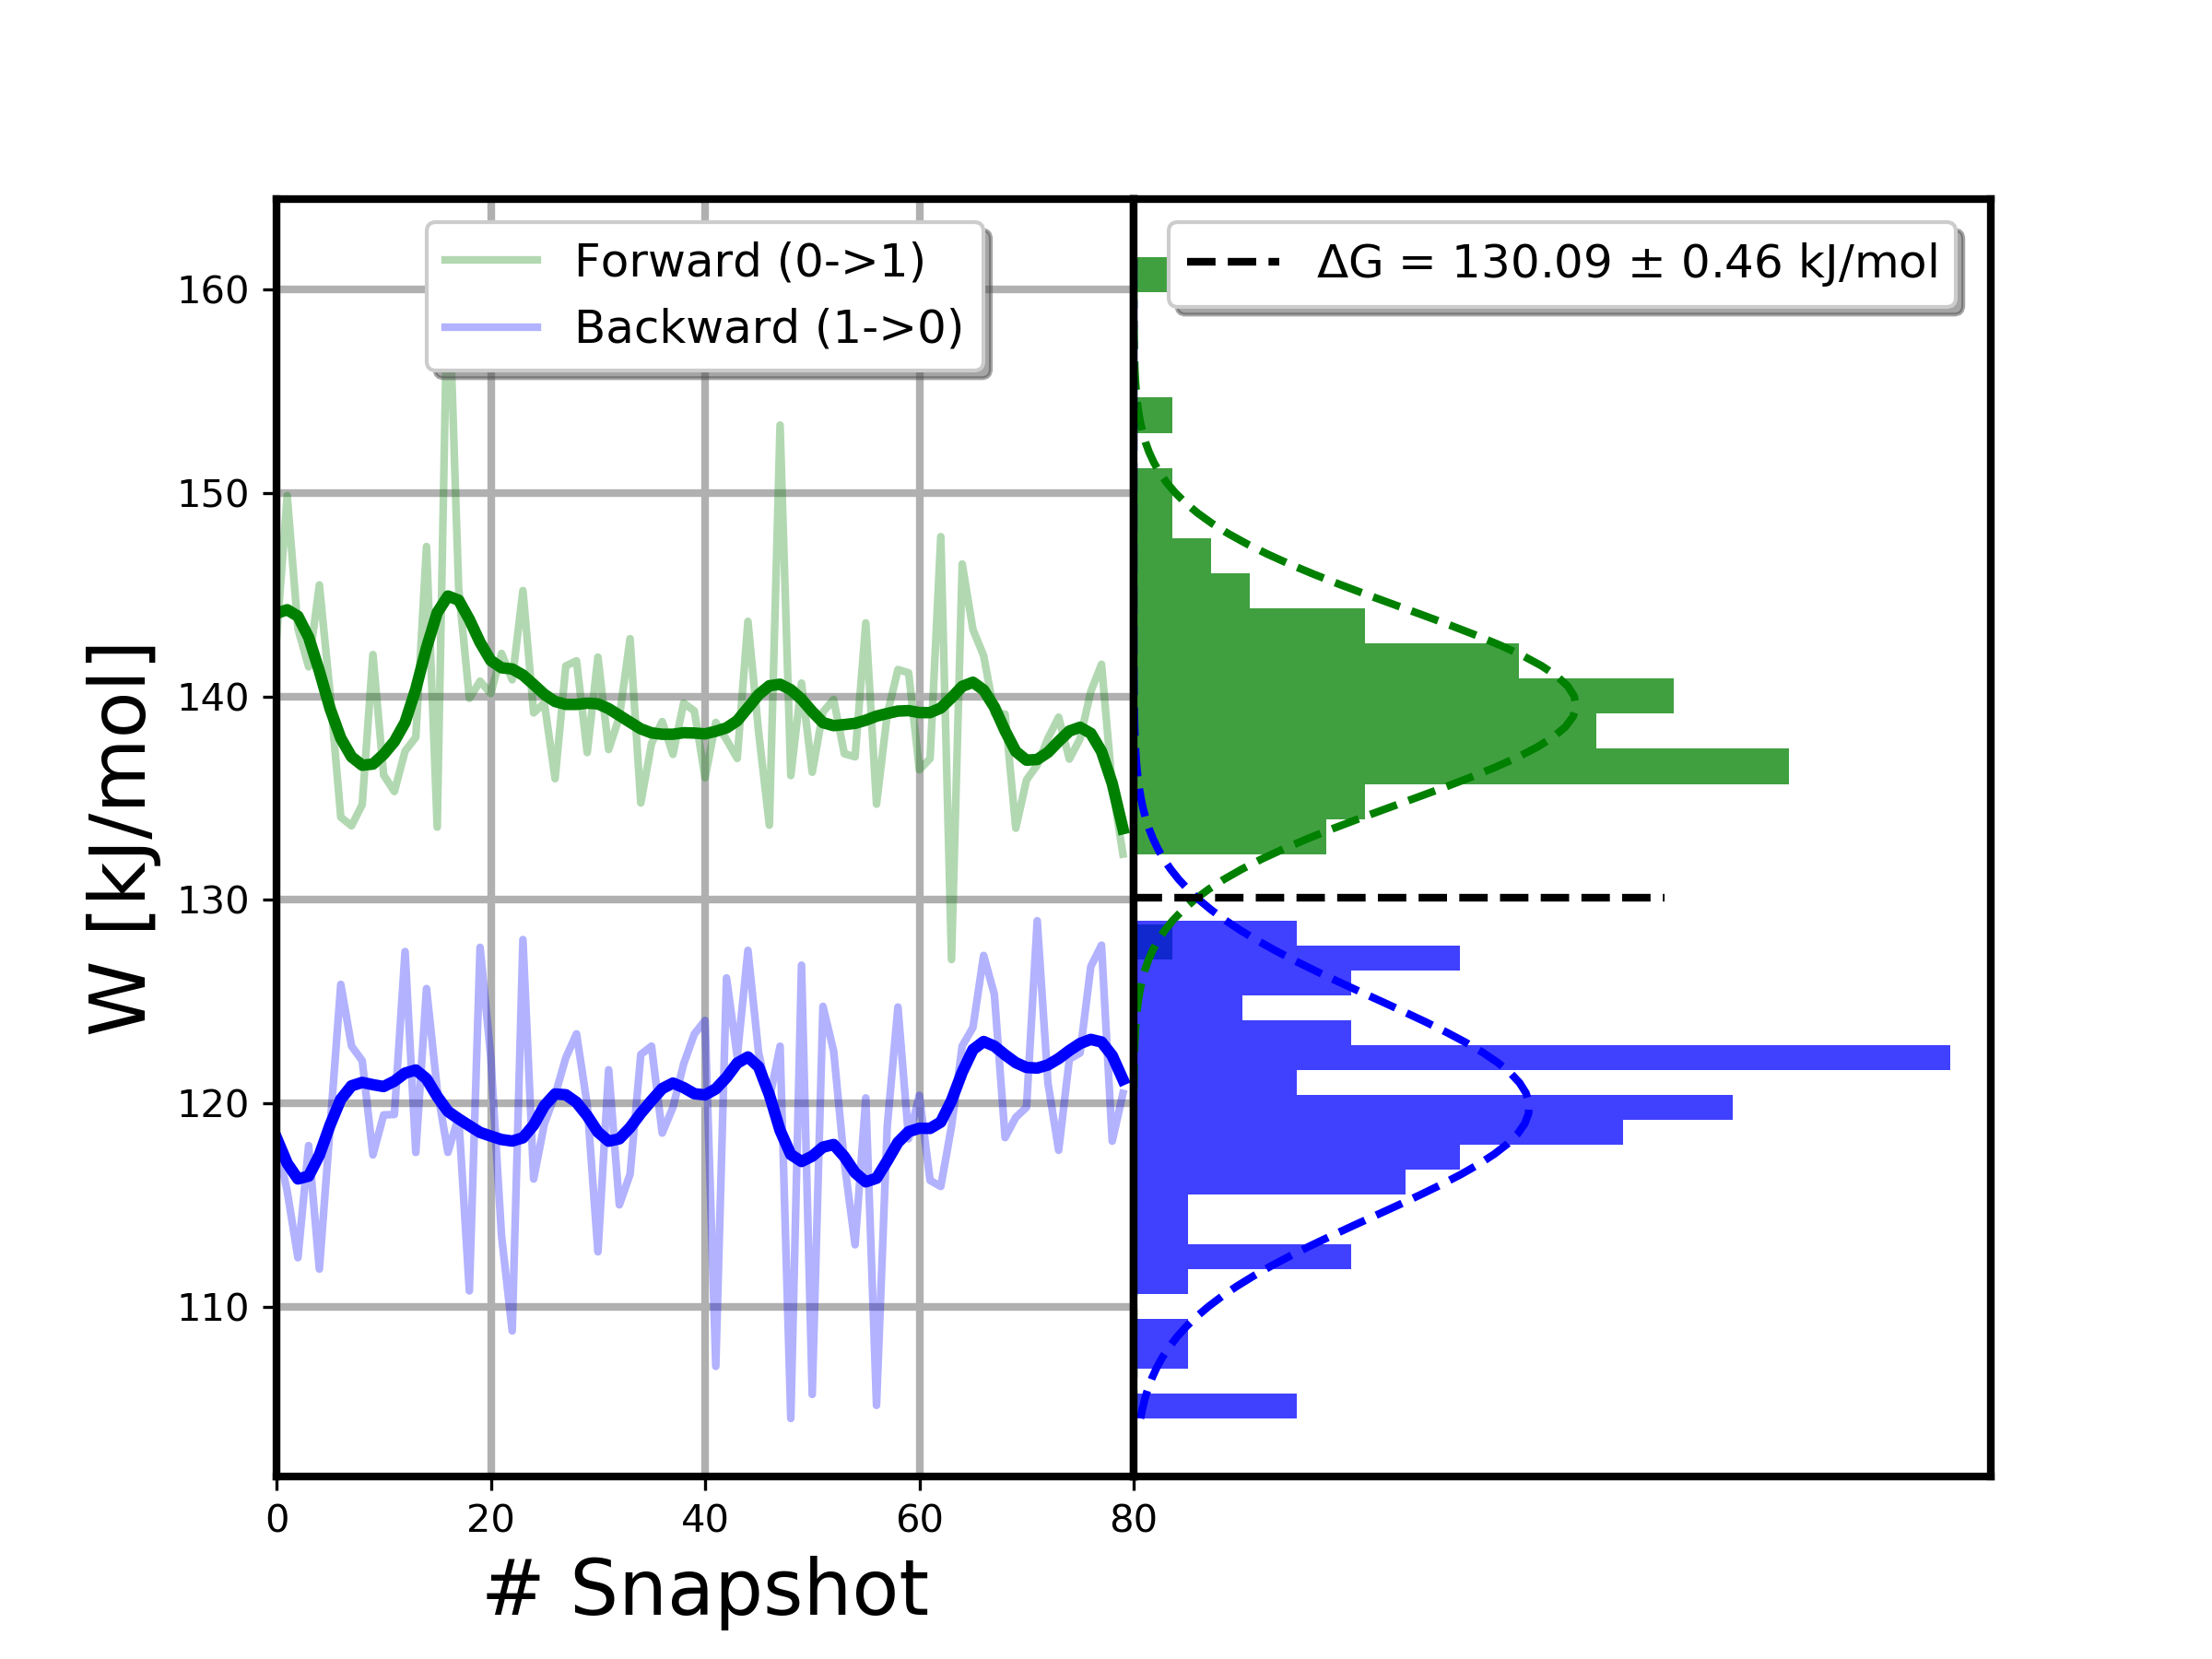 Forward (0->1)
Backward (1->0)
ΔG = 130.09 ± 0.46 kJ/mol
W [kJ/mol]
160
150
140
130
120
110
0 20 40 60 80
# Snapshot